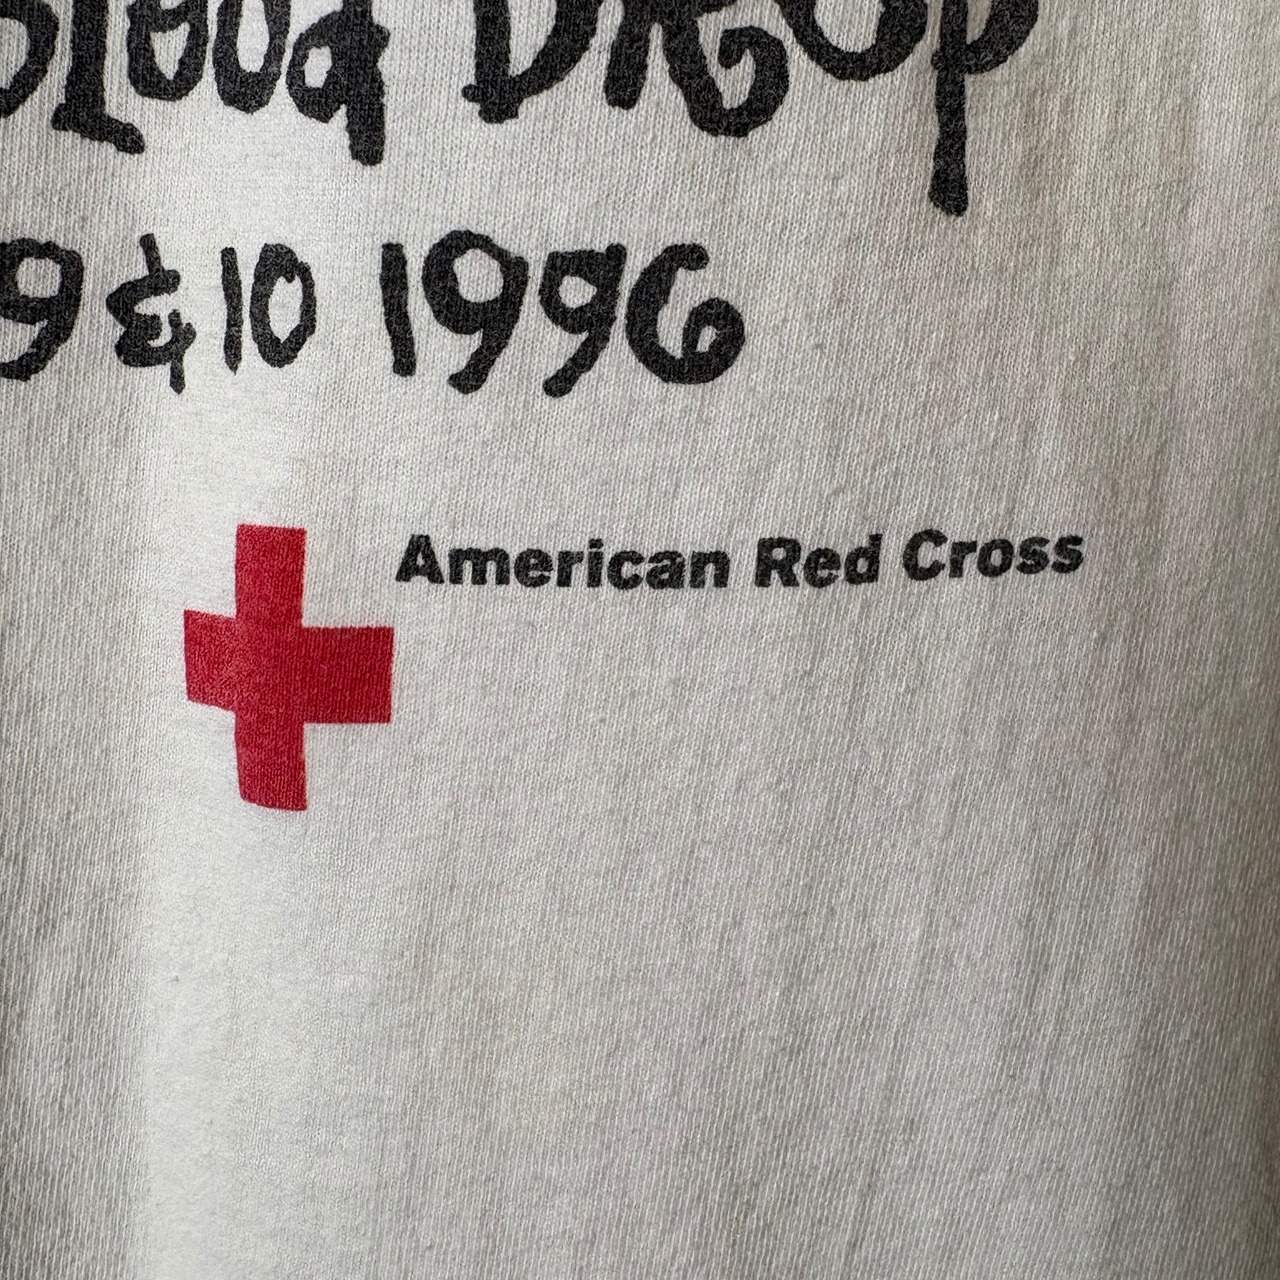 Blood Drop
9 & 10 1996
American Red Cross